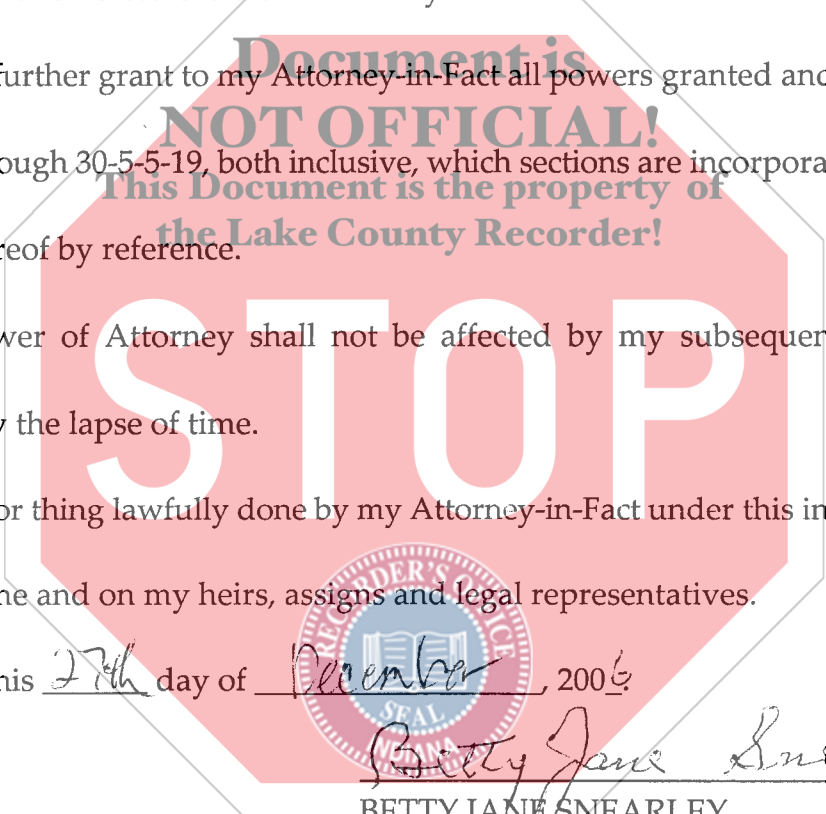 Document is
further grant to my Attorney-in-Fact all powers granted and
NOT OFFICIAL!
ough 30-5-5-19, both inclusive, which sections are incorpora
This Document is the property of
the Lake County Recorder!
reof by reference.
STOP
wer of Attorney shall not be affected by my subsequen
y the lapse of time.
or thing lawfully done by my Attorney-in-Fact under this in
ne and on my heirs, assigns and legal representatives.
RECORDER'S OFFICE
his 27th day of December, 2006.
SEAL
INDIANA
Betty Jane Sne
BETTY JANE SNEARLEY